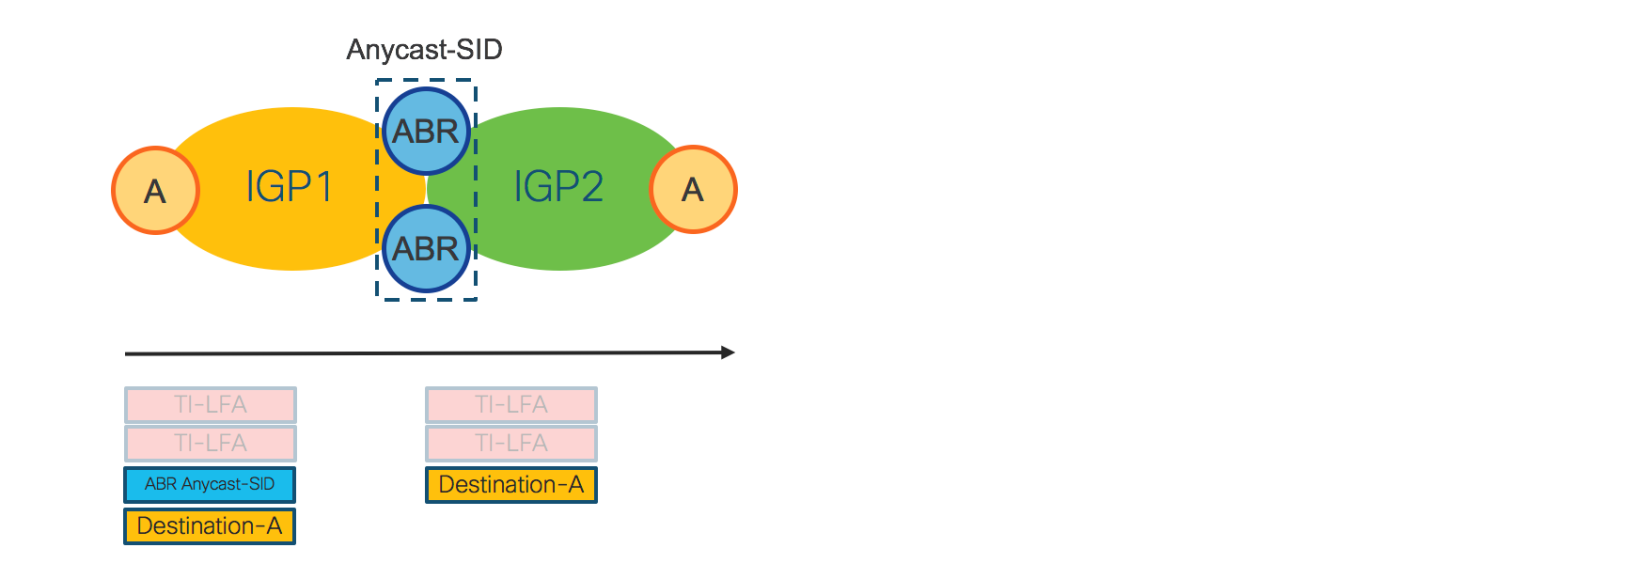 Anycast-SID
ABR
A
IGP1
IGP2
A
ABR
TI-LFA
TI-LFA
TI-LFA
TI-LFA
ABR Anycast-SID
Destination-A
Destination-A